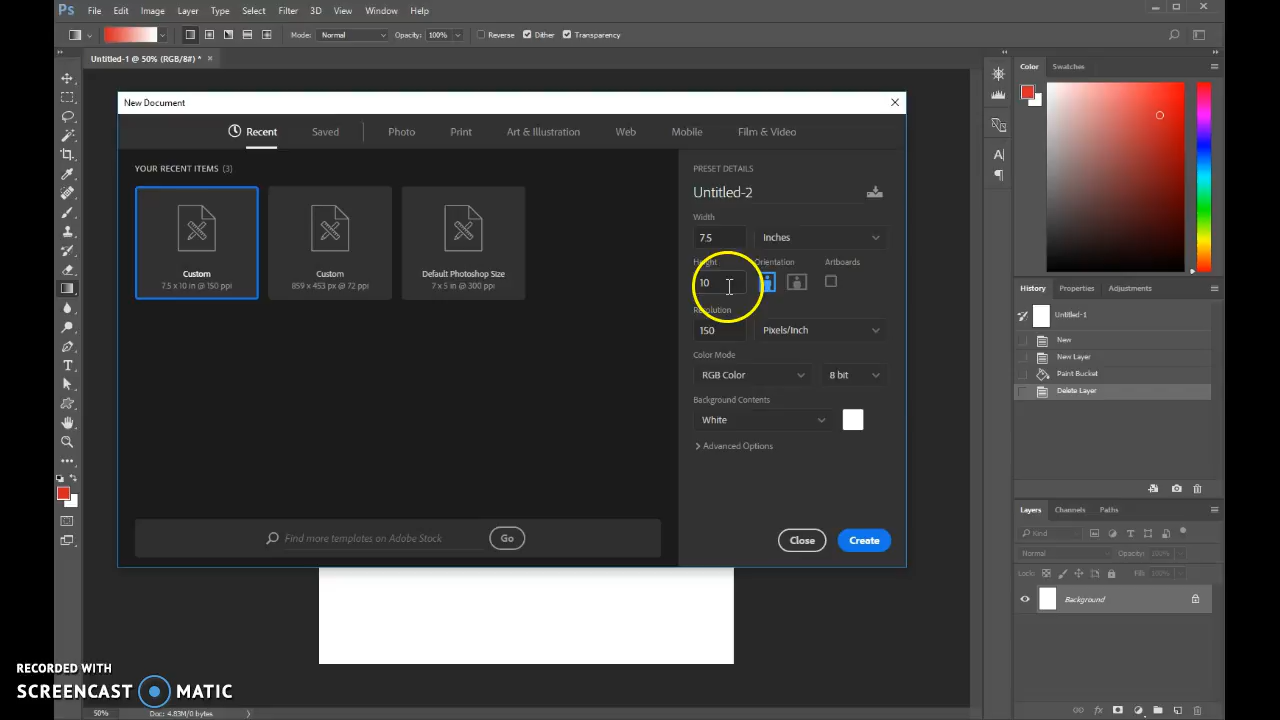 Ps File Edit Image Layer Type Select Filter 3D View Window Help
Mode: Normal Opacity: 100% Reverse Dither Transparency
Untitled-1 @ 50% (RGB/8#) *
Color Swatches
New Document
Recent Saved Photo Print Art & Illustration Web Mobile Film & Video
YOUR RECENT ITEMS (3)
Custom
7.5 x 10 in @ 150 ppi
Custom
859 x 453 px @ 72 ppi
Default Photoshop Size
7 x 5 in @ 300 ppi
PRESET DETAILS
Untitled-2
Width
7.5 Inches
Height Orientation Artboards
10
Resolution
150 Pixels/Inch
Color Mode
RGB Color 8 bit
Background Contents
White
Advanced Options
Find more templates on Adobe Stock Go
Close Create
History Properties Adjustments
Untitled-1
New
New Layer
Paint Bucket
Delete Layer
Layers Channels Paths
Kind
Normal Opacity: 100%
Lock: Fill: 100%
Background
RECORDED WITH
SCREENCAST MATIC
50% Doc: 4.83M/0 bytes